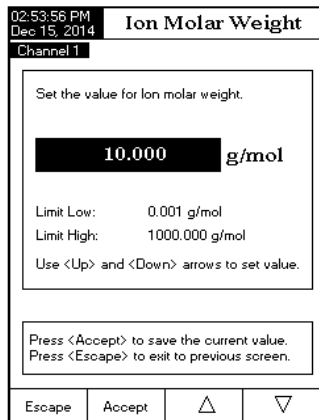 02:53:56 PM
Dec 15, 2014
Ion Molar Weight
Channel 1
Set the value for Ion molar weight.
10.000 g/mol
Limit Low: 0.001 g/mol
Limit High: 1000.000 g/mol
Use <Up> and <Down> arrows to set value.
Press <Accept> to save the current value.
Press <Escape> to exit to previous screen.
Escape Accept